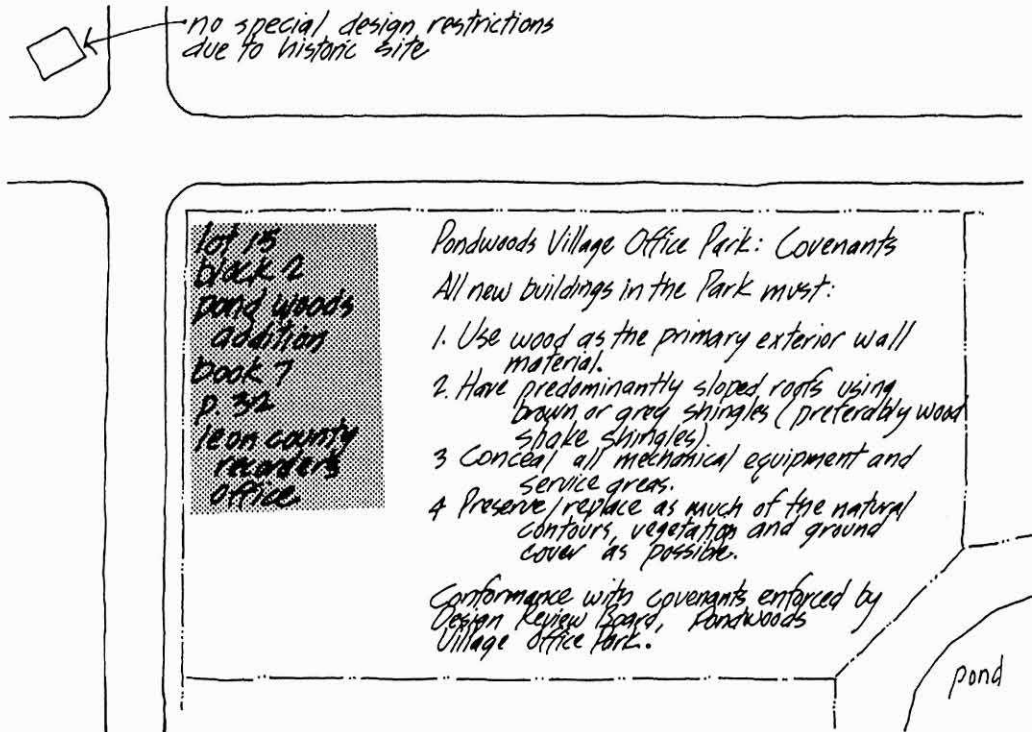 no special design restrictions
due to historic site
lot 15
block 2
pond woods
addition
book 7
p. 32
leon county
recorders
office
Pondwoods Village Office Park: Covenants
All new buildings in the Park must:
1. Use wood as the primary exterior wall
material.
2. Have predominantly sloped roofs using
brown or grey shingles (preferably wood
shake shingles)
3 Conceal all mechanical equipment and
service areas.
4 Preserve/replace as much of the natural
contours, vegetation and ground
cover as possible.
Conformance with covenants enforced by
Design Review Board, Pondwoods
Village Office Park.
pond